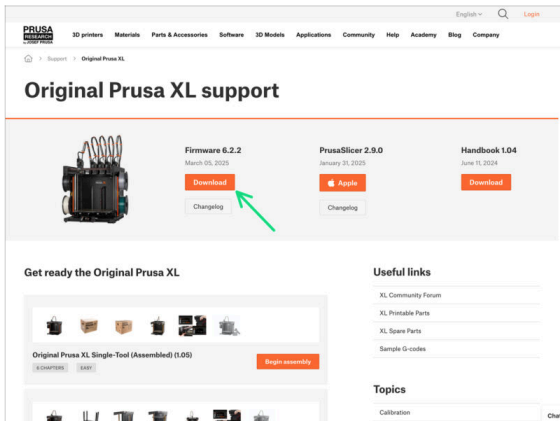 English
Login
PRUSA
RESEARCH
by JOSEF PRUSA
3D printers Materials Parts & Accessories Software 3D Models Applications Community Help Academy Blog Company
Support > Original Prusa XL
Original Prusa XL support
Firmware 6.2.2
March 05, 2025
Download
Changelog
PrusaSlicer 2.9.0
January 31, 2025
Apple
Changelog
Handbook 1.04
June 11, 2024
Download
Get ready the Original Prusa XL
Original Prusa XL Single-Tool (Assembled) (1.05)
6 CHAPTERS EASY
Begin assembly
Useful links
XL Community Forum
XL Printable Parts
XL Spare Parts
Sample G-codes
Topics
Calibration
Chat